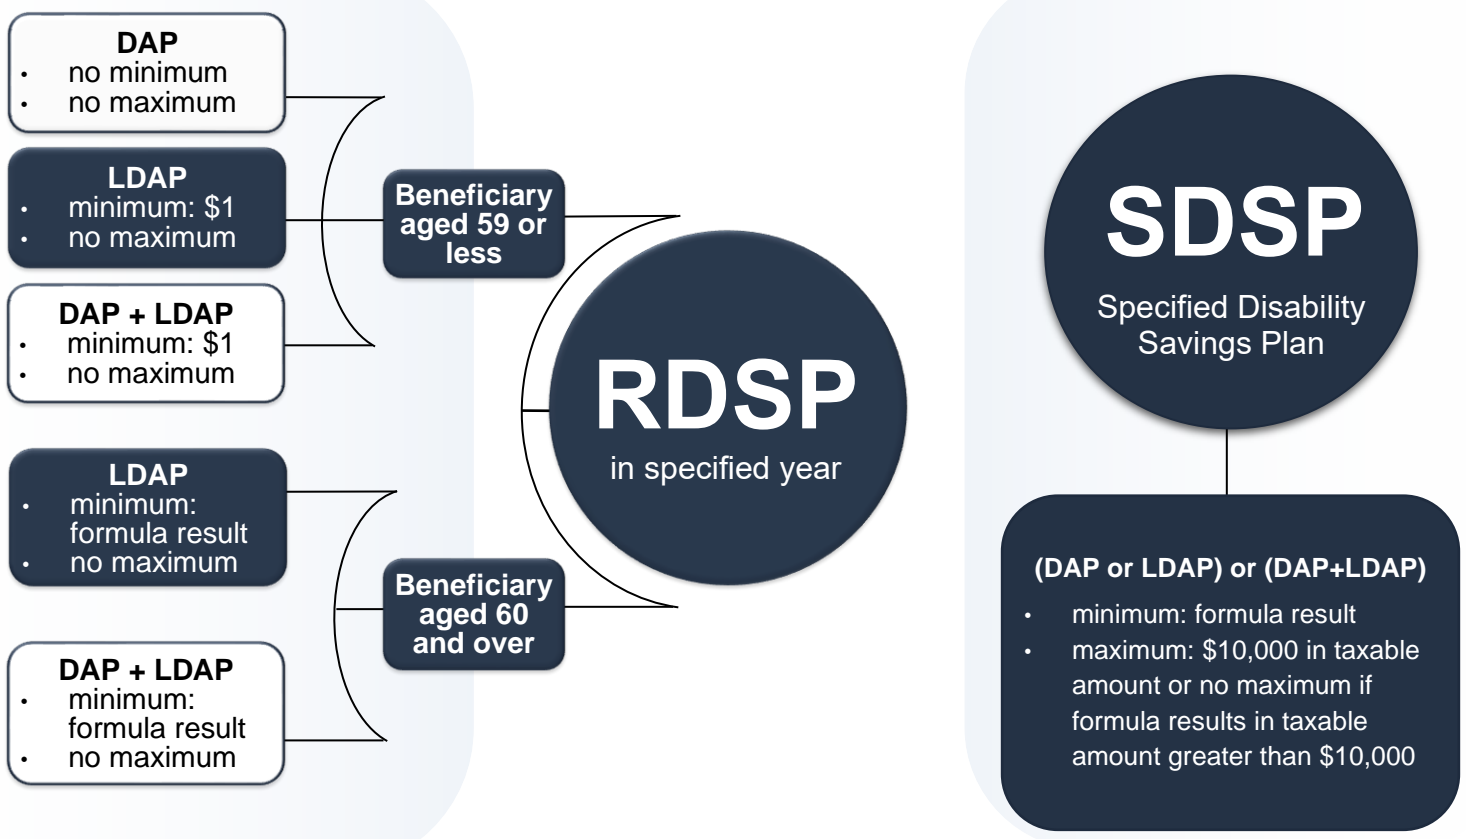 DAP
• no minimum
• no maximum
LDAP
• minimum: $1
• no maximum
DAP + LDAP
• minimum: $1
• no maximum
LDAP
• minimum:
formula result
• no maximum
DAP + LDAP
• minimum:
formula result
• no maximum
Beneficiary
aged 59 or
less
Beneficiary
aged 60
and over
RDSP
in specified year
SDSP
Specified Disability
Savings Plan
(DAP or LDAP) or (DAP+LDAP)
• minimum: formula result
• maximum: $10,000 in taxable
amount or no maximum if
formula results in taxable
amount greater than $10,000